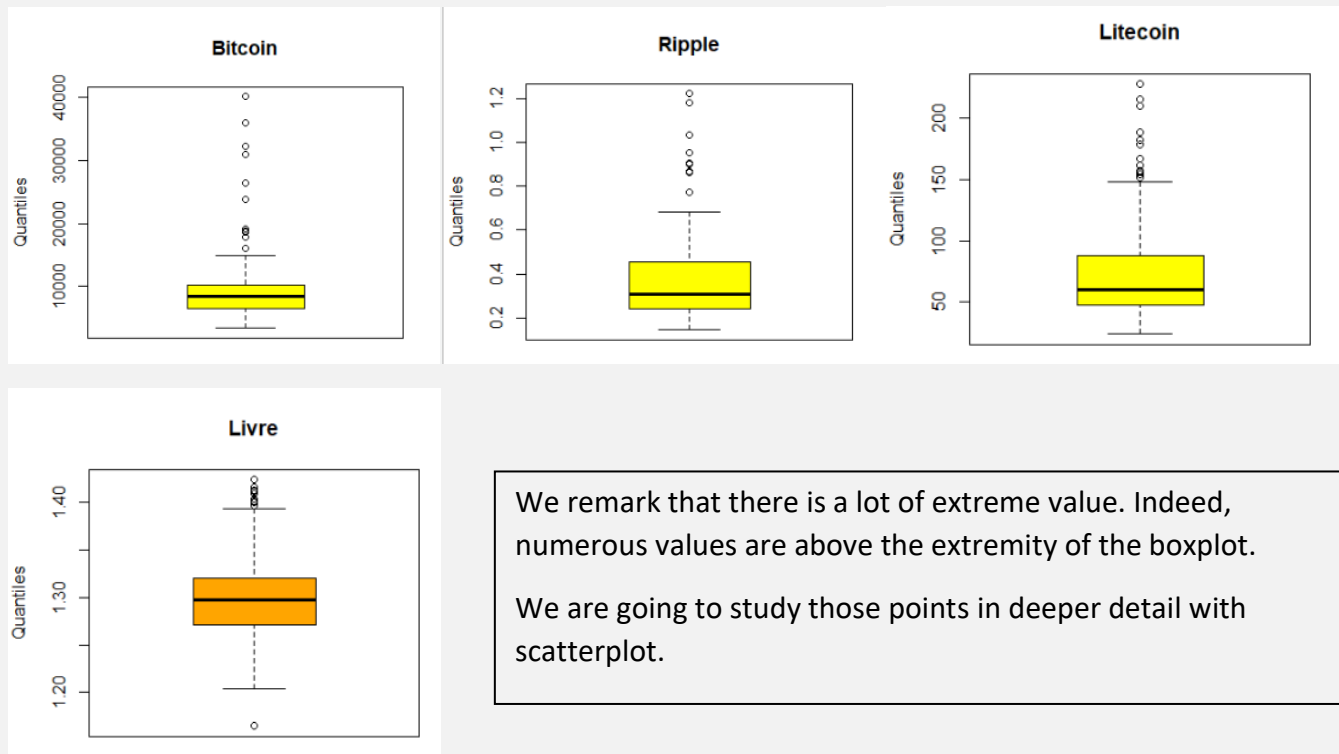 Bitcoin
Quantiles
40000
30000
20000
10000
Ripple
Quantiles
1.2
1.0
0.8
0.6
0.4
0.2
Litecoin
Quantiles
200
150
100
50
Livre
Quantiles
1.40
1.30
1.20
We remark that there is a lot of extreme value. Indeed,
numerous values are above the extremity of the boxplot.
We are going to study those points in deeper detail with
scatterplot.